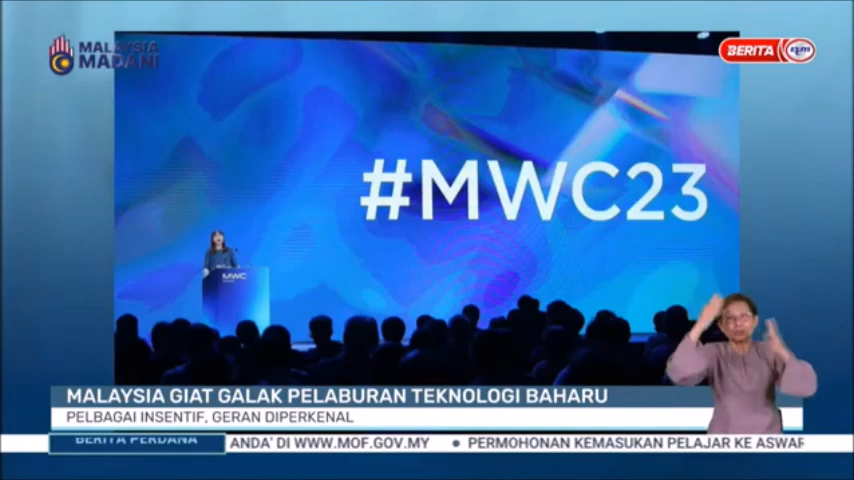 MALAYSIA
MADANI
BERITA rtm
#MWC23
MWC
MALAYSIA GIAT GALAK PELABURAN TEKNOLOGI BAHARU
PELBAGAI INSENTIF, GERAN DIPERKENAL
BERITA PERDANA
ANDA' DI WWW.MOF.GOV.MY • PERMOHONAN KEMASUKAN PELAJAR KE ASWAR